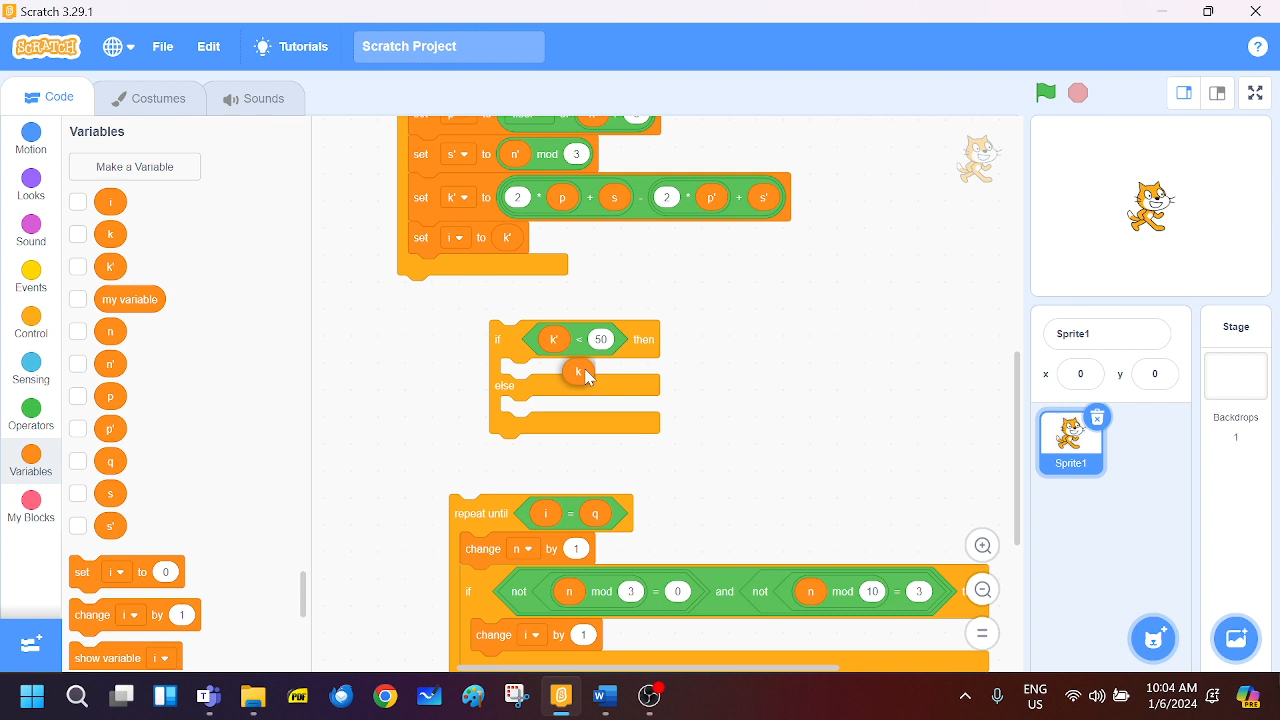 Scratch 3.29.1
SCRATCH File Edit Tutorials Scratch Project ?
Code Costumes Sounds
Motion
Looks
Sound
Events
Control
Sensing
Operators
Variables
My Blocks
Variables
Make a Variable
i
k
k'
my variable
n
n'
p
p'
q
s
s'
set i to 0
change i by 1
show variable i
set s' to n' mod 3
set k' to 2 * p + s - 2 * p' + s'
set i to k'
if k' < 50 then
k
else
repeat until i = q
change n by 1
if not n mod 3 = 0 and not n mod 10 = 3
change i by 1
Sprite1
x 0 y 0
Sprite1
Stage
Backdrops
1
PDF
W
ENG
US
10:04 AM
1/6/2024
PRE